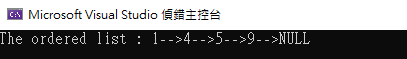 Microsoft Visual Studio 偵錯主控台
The ordered list : 1-->4-->5-->9-->NULL